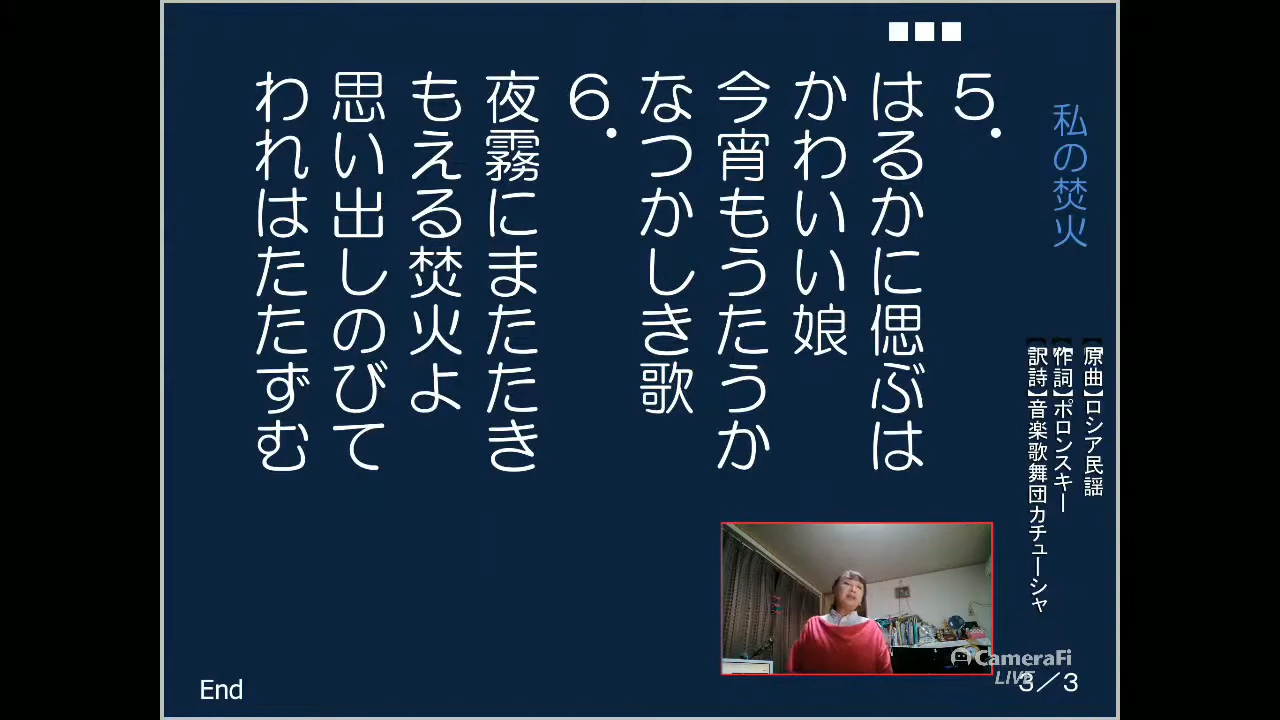 私の焚火
【原曲】ロシア民謡
【作詞】ポロンスキー
【訳詩】音楽歌舞団カチューシャ
５．
はるかに偲ぶは
かわいい娘
今宵もうたうか
なつかしき歌
６．
夜霧にまたたき
もえる焚火よ
思い出しのびて
われはたたずむ
CameraFi
LIVE
3／3
End